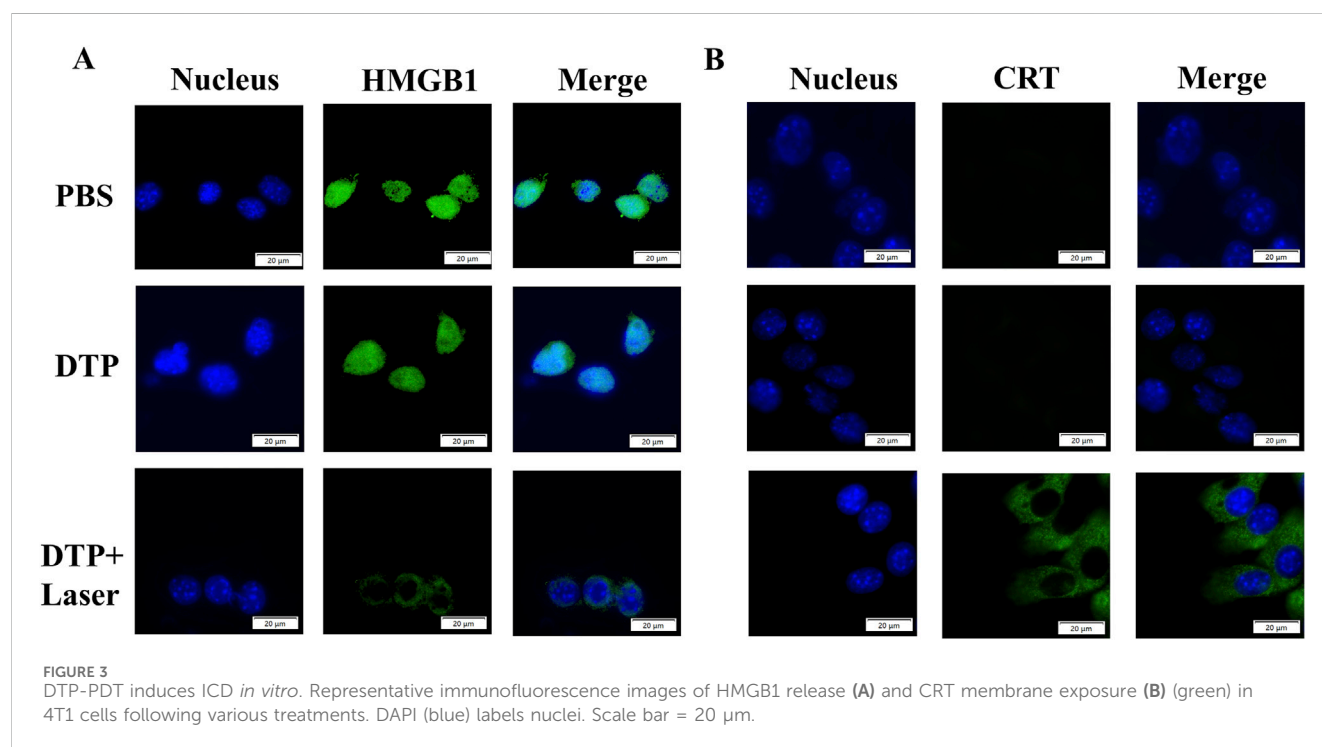 A
B
Nucleus HMGB1 Merge
Nucleus CRT Merge
PBS
20 μm 20 μm 20 μm 20 μm 20 μm 20 μm
DTP
20 μm 20 μm 20 μm 20 μm 20 μm 20 μm
DTP+
Laser
20 μm 20 μm 20 μm 20 μm 20 μm 20 μm
FIGURE 3
DTP-PDT induces ICD in vitro. Representative immunofluorescence images of HMGB1 release (A) and CRT membrane exposure (B) (green) in
4T1 cells following various treatments. DAPI (blue) labels nuclei. Scale bar = 20 μm.